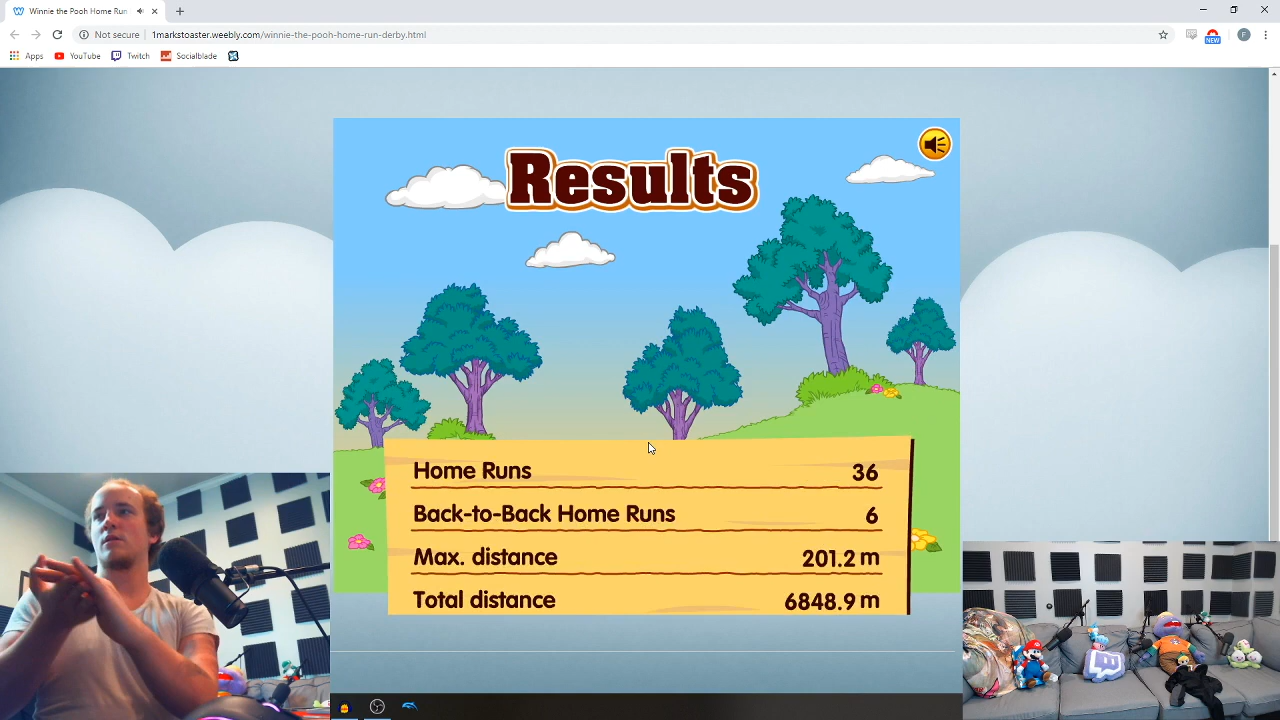 Winnie the Pooh Home Run
Not secure
1markstoaster.weebly.com/winnie-the-pooh-home-run-derby.html
NEW
F
Apps
YouTube
Twitch
Socialblade
Results
Home Runs 36
Back-to-Back Home Runs 6
Max. distance 201.2 m
Total distance 6848.9 m